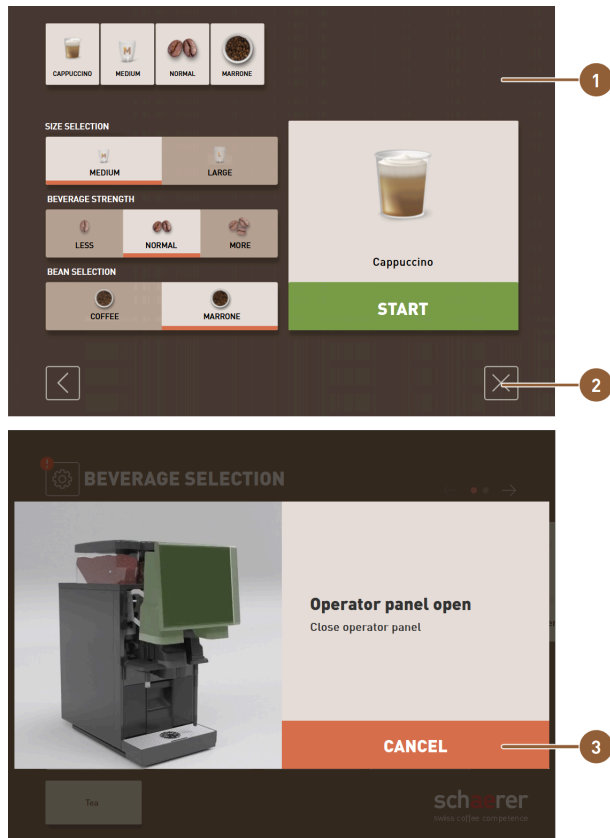 CAPPUCCINO MEDIUM NORMAL MARRONE
1
SIZE SELECTION
M L
MEDIUM LARGE
BEVERAGE STRENGTH
LESS NORMAL MORE
BEAN SELECTION
COFFEE MARRONE
Cappuccino
START
2
BEVERAGE SELECTION
Operator panel open
Close operator panel
CANCEL
3
Tea
schaerer
swiss coffee competence